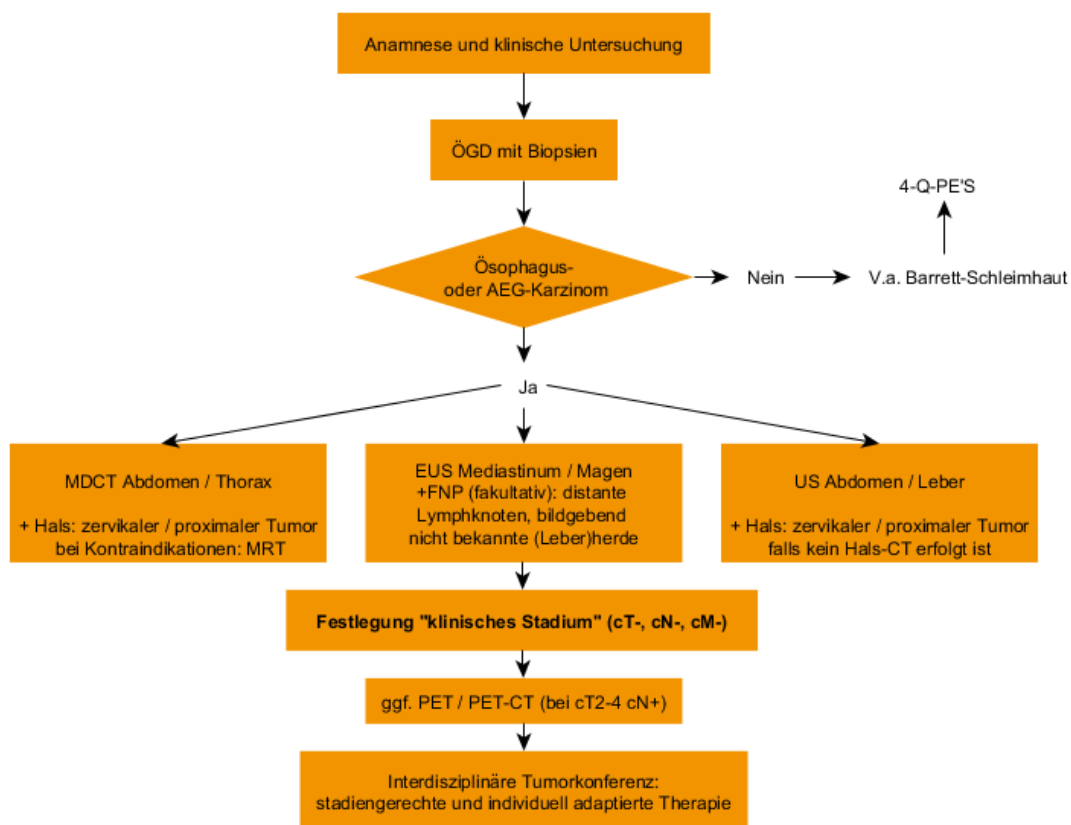 Anamnese und klinische Untersuchung
ÖGD mit Biopsien
4-Q-PE'S
Ösophagus-
oder AEG-Karzinom
Nein
V.a. Barrett-Schleimhaut
Ja
MDCT Abdomen / Thorax
+ Hals: zervikaler / proximaler Tumor
bei Kontraindikationen: MRT
EUS Mediastinum / Magen
+FNP (fakultativ): distante
Lymphknoten, bildgebend
nicht bekannte (Leber)herde
US Abdomen / Leber
+ Hals: zervikaler / proximaler Tumor
falls kein Hals-CT erfolgt ist
Festlegung "klinisches Stadium" (cT-, cN-, cM-)
ggf. PET / PET-CT (bei cT2-4 cN+)
Interdisziplinäre Tumorkonferenz:
stadiengerechte und individuell adaptierte Therapie